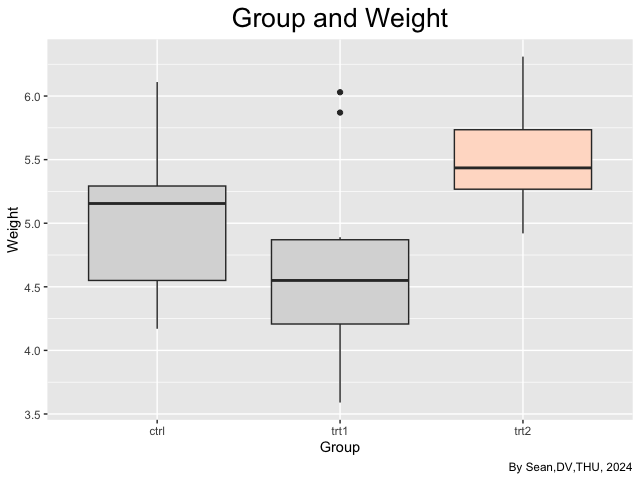 Group and Weight
Weight
6.0
5.5
5.0
4.5
4.0
3.5
ctrl
trt1
trt2
Group
By Sean,DV,THU, 2024